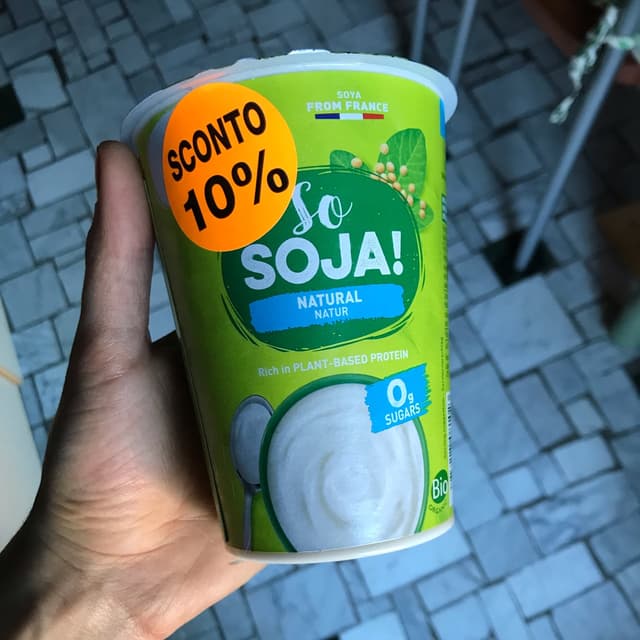 SOYA
FROM FRANCE
SCONTO
10%
So
SOJA!
NATURAL
NATUR
Rich in PLANT-BASED PROTEIN
0g
SUGARS
Bio